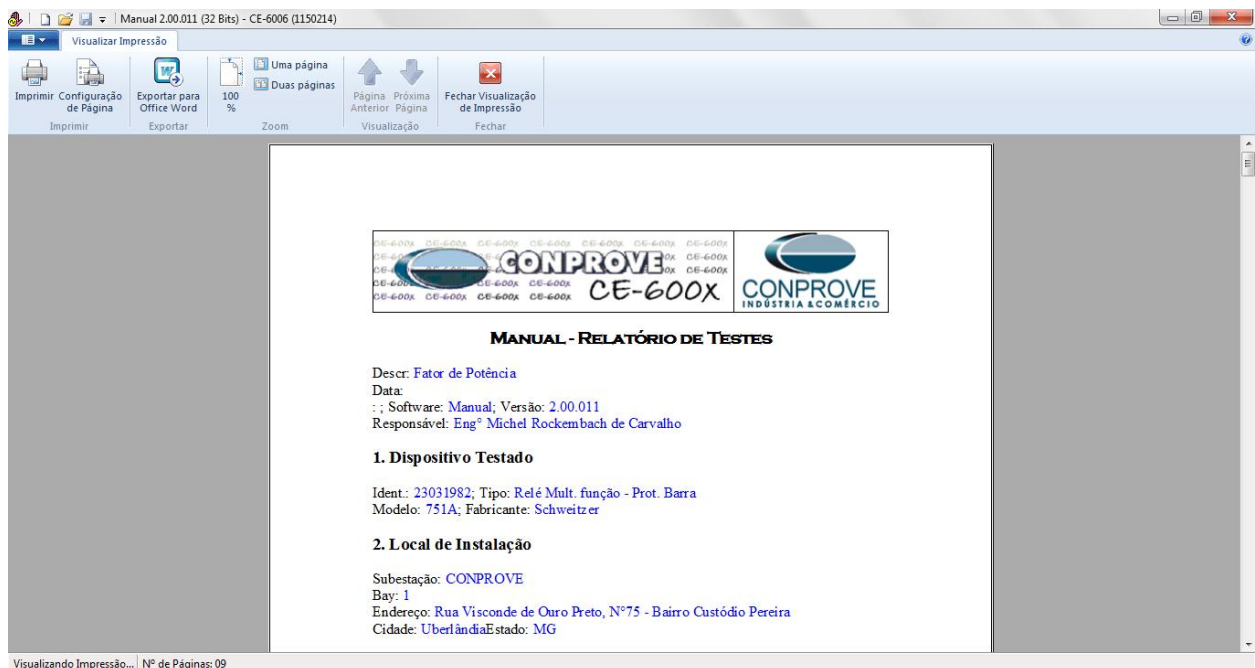 Manual 2.00.011 (32 Bits) - CE-6006 (1150214)
Visualizar Impressão
Imprimir
Configuração de Página
Exportar para Office Word
100 %
Uma página
Duas páginas
Página Anterior
Próxima Página
Fechar Visualização de Impressão
Imprimir
Exportar
Zoom
Visualização
Fechar
CONPROVE
CE-600X
CONPROVE
INDÚSTRIA & COMÉRCIO
MANUAL - RELATÓRIO DE TESTES
Descr: Fator de Potência
Data:
: ; Software: Manual; Versão: 2.00.011
Responsável: Eng° Michel Rockembach de Carvalho
1. Dispositivo Testado
Ident.: 23031982; Tipo: Relé Mult. função - Prot. Barra
Modelo: 751A; Fabricante: Schweitzer
2. Local de Instalação
Subestação: CONPROVE
Bay: 1
Endereço: Rua Visconde de Ouro Preto, N°75 - Bairro Custódio Pereira
Cidade: UberlândiaEstado: MG
Visualizando Impressão... Nº de Páginas: 09